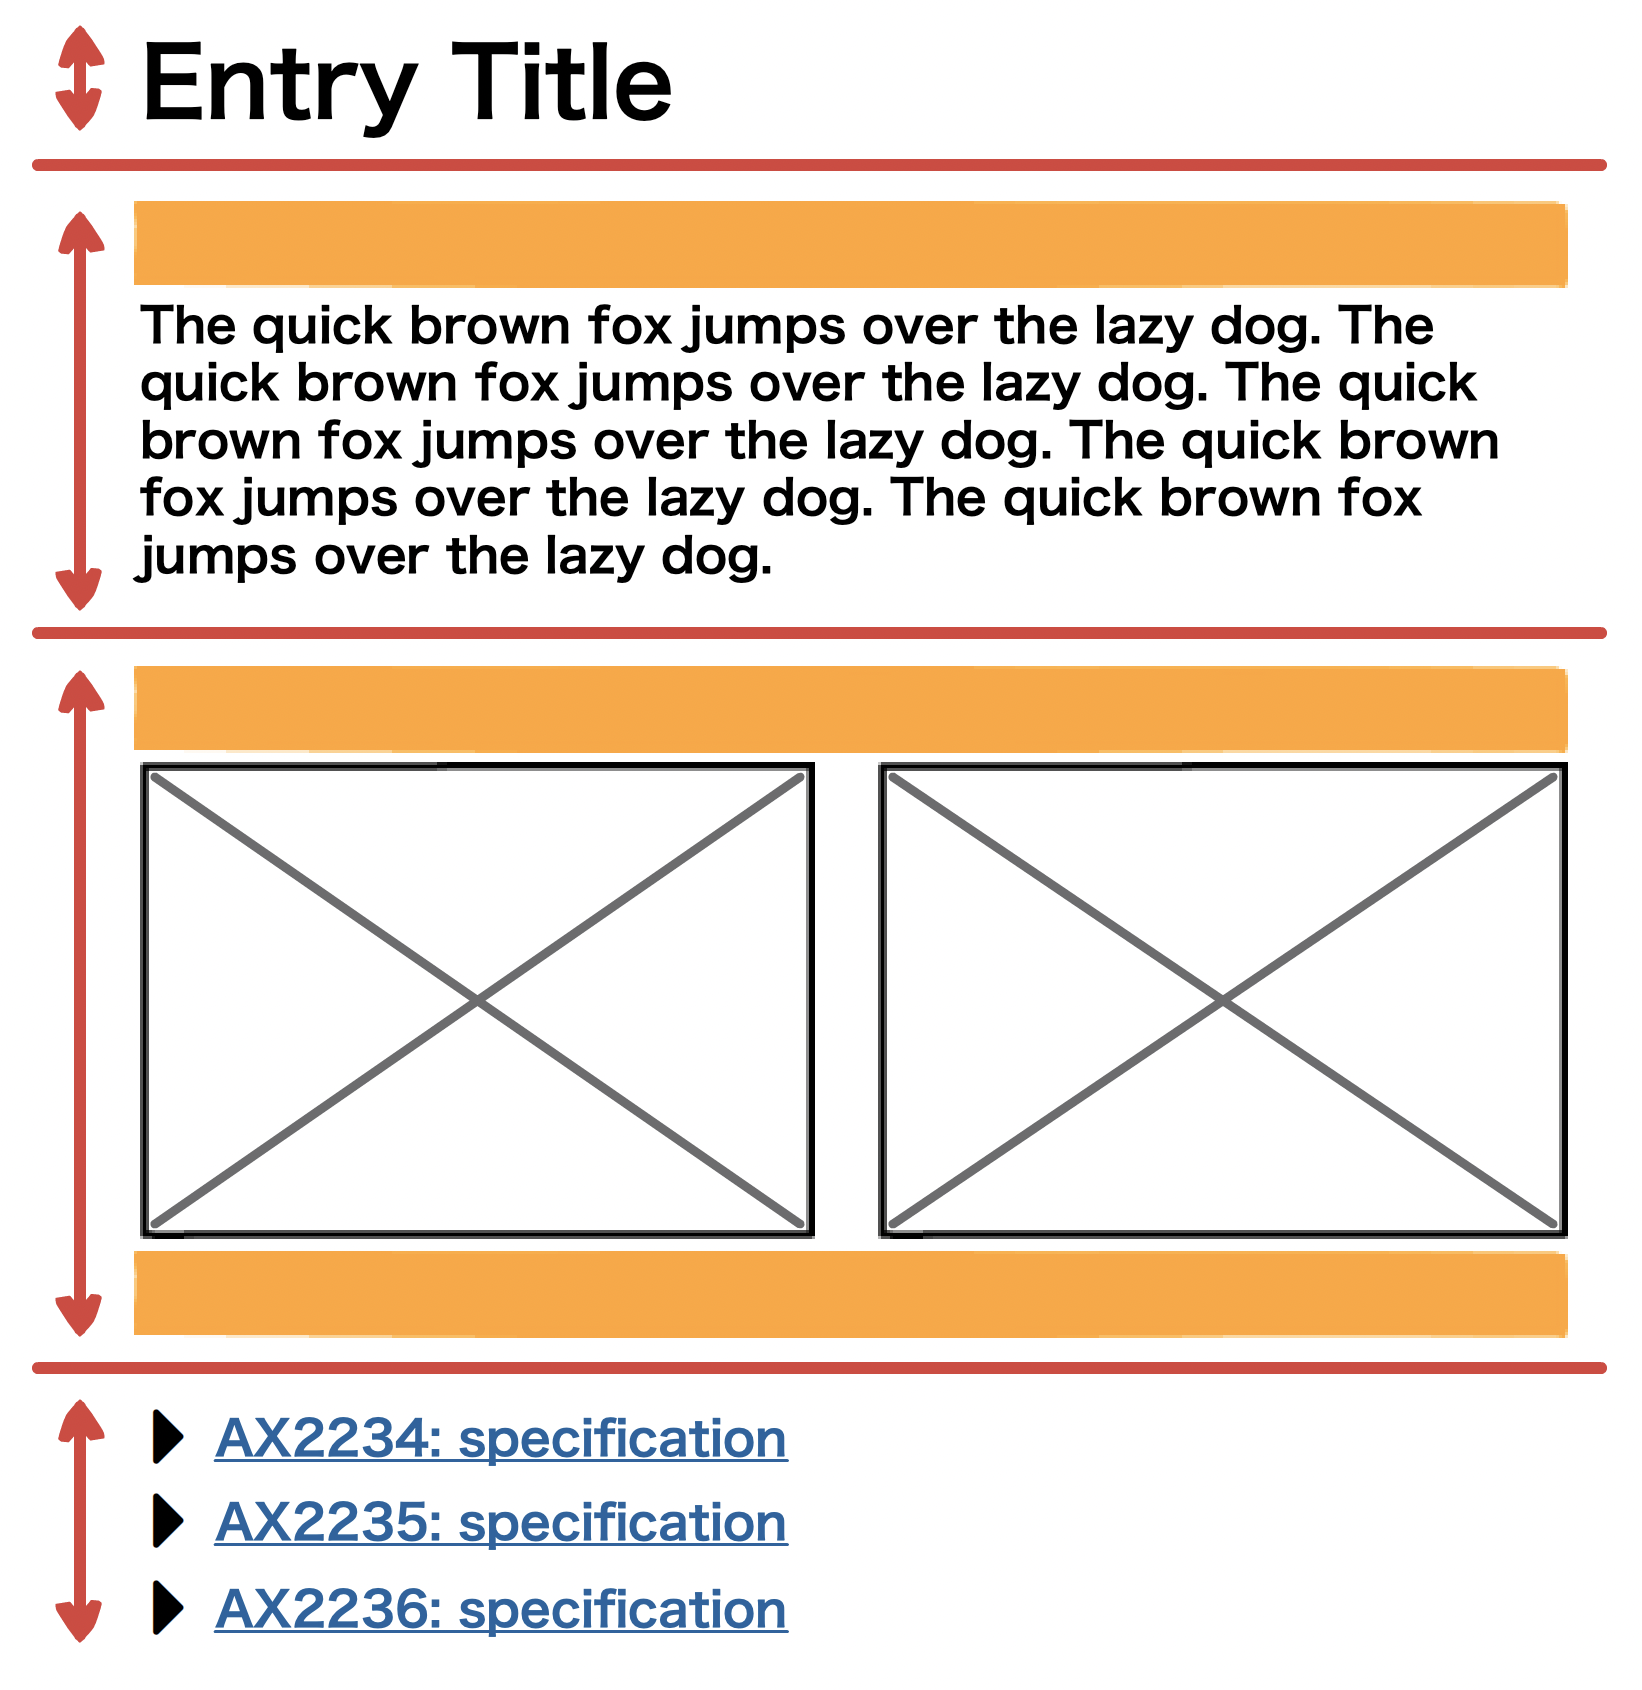 Entry Title
The quick brown fox jumps over the lazy dog. The
quick brown fox jumps over the lazy dog. The quick
brown fox jumps over the lazy dog. The quick brown
fox jumps over the lazy dog. The quick brown fox
jumps over the lazy dog.
AX2234: specification
AX2235: specification
AX2236: specification